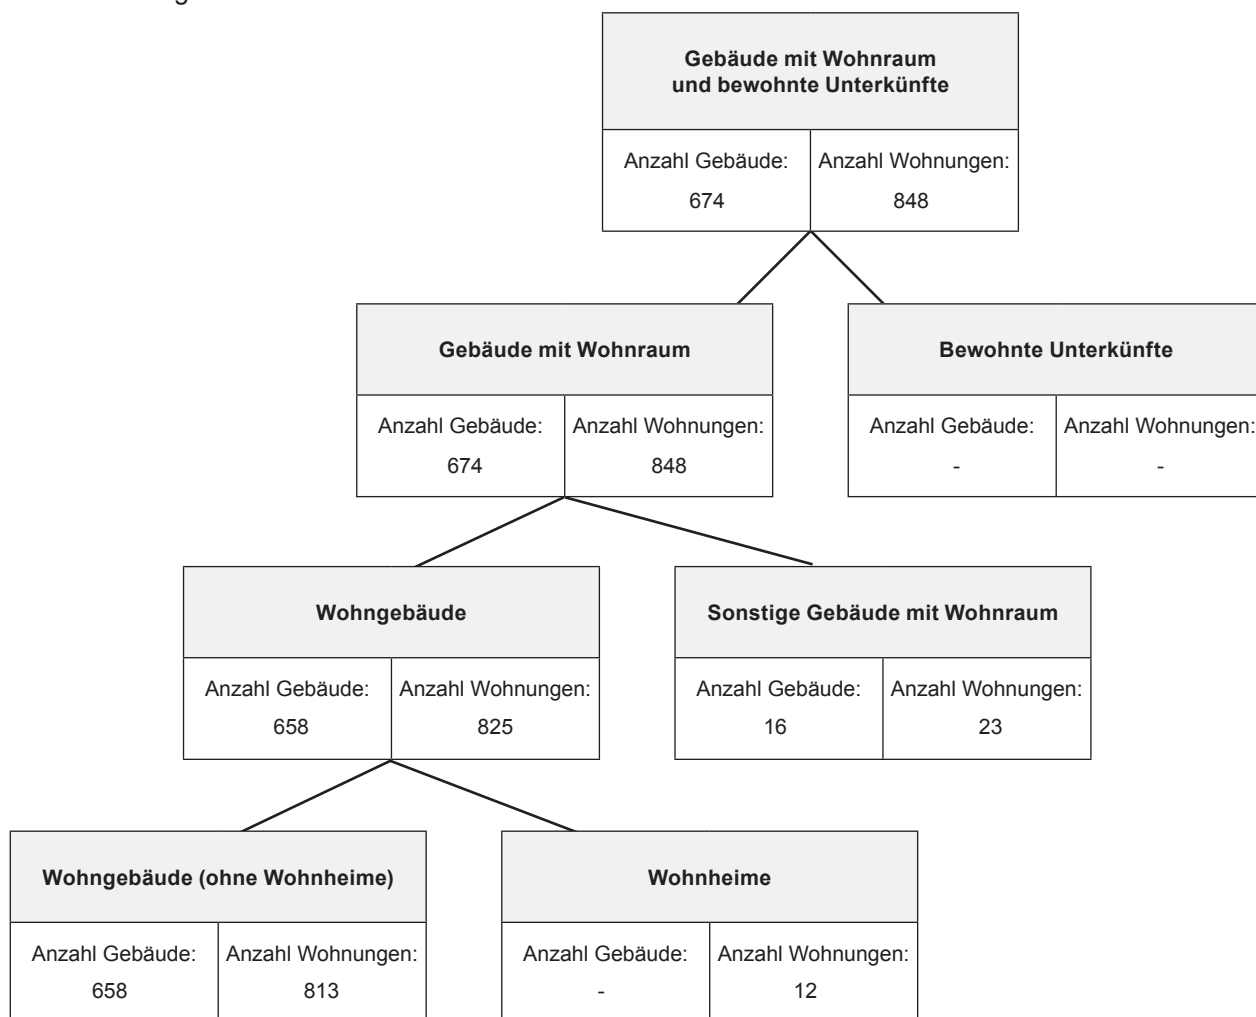 Gebäude mit Wohnraum
und bewohnte Unterkünfte
Anzahl Gebäude: Anzahl Wohnungen:
674 848
Gebäude mit Wohnraum
Anzahl Gebäude: Anzahl Wohnungen:
674 848
Bewohnte Unterkünfte
Anzahl Gebäude: Anzahl Wohnungen:
- -
Wohngebäude
Anzahl Gebäude: Anzahl Wohnungen:
658 825
Sonstige Gebäude mit Wohnraum
Anzahl Gebäude: Anzahl Wohnungen:
16 23
Wohngebäude (ohne Wohnheime)
Anzahl Gebäude: Anzahl Wohnungen:
658 813
Wohnheime
Anzahl Gebäude: Anzahl Wohnungen:
- 12